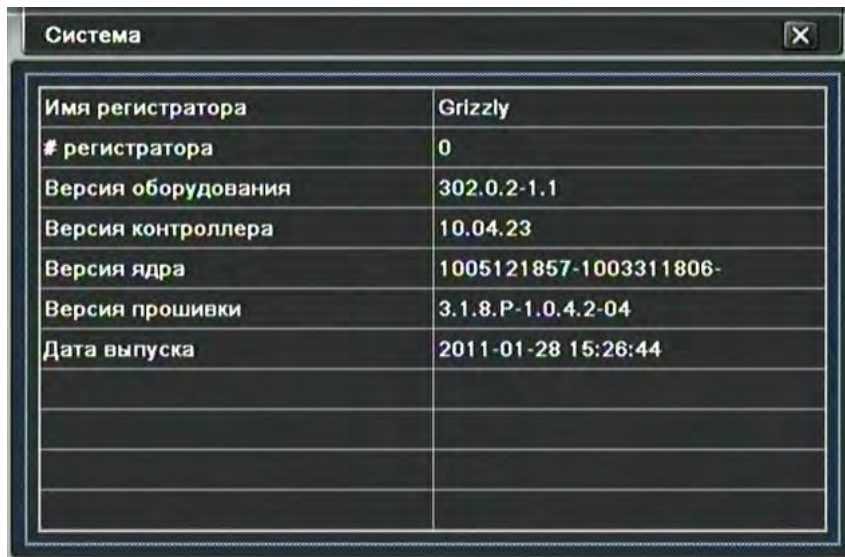 Система
Имя регистратора Grizzly
# регистратора 0
Версия оборудования 302.0.2-1.1
Версия контроллера 10.04.23
Версия ядра 1005121857-1003311806-
Версия прошивки 3.1.8.P-1.0.4.2-04
Дата выпуска 2011-01-28 15:26:44